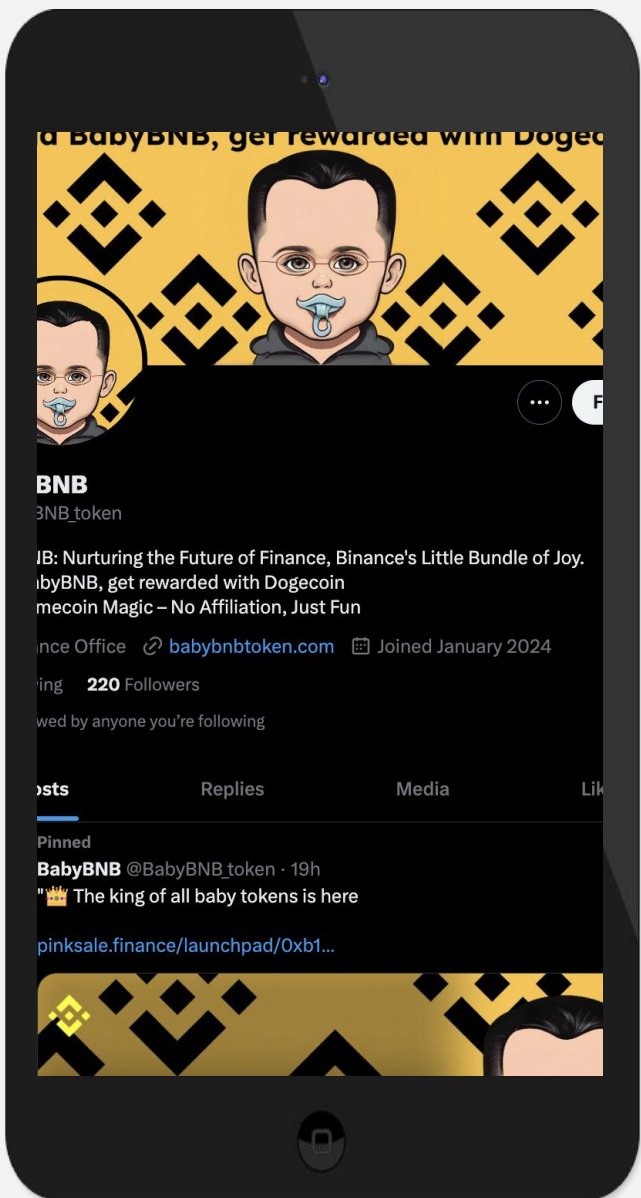 d BabyBNB, get rewarded with Dogec
F
BNB
BNB_token
NB: Nurturing the Future of Finance, Binance's Little Bundle of Joy.
abyBNB, get rewarded with Dogecoin
mecoin Magic – No Affiliation, Just Fun
nce Office babybnbtoken.com Joined January 2024
ing 220 Followers
wed by anyone you're following
osts Replies Media Lik
Pinned
BabyBNB @BabyBNB_token · 19h
"👑 The king of all baby tokens is here
pinksale.finance/launchpad/0xb1...